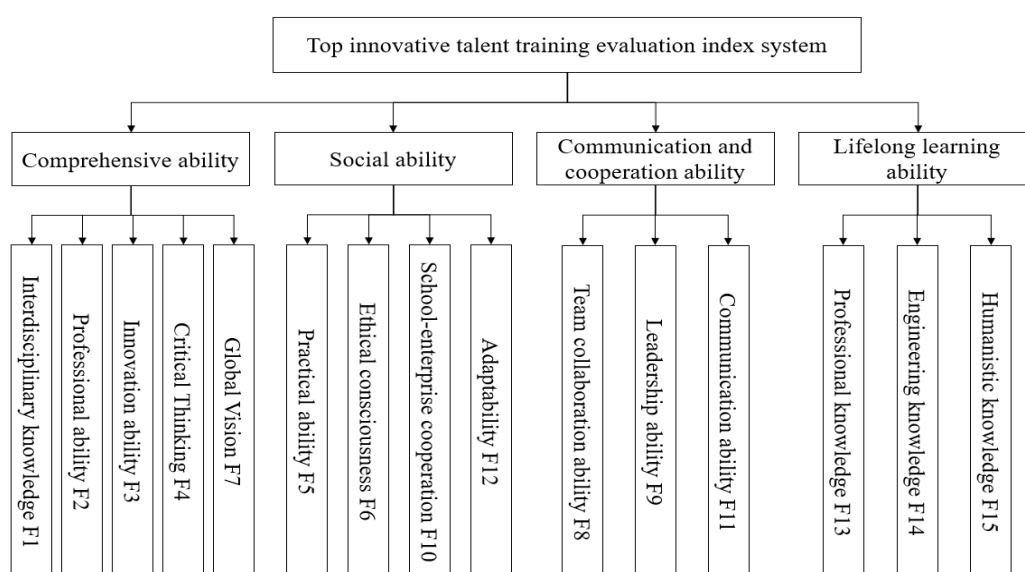 Top innovative talent training evaluation index system
Comprehensive ability
Social ability
Communication and
cooperation ability
Lifelong learning
ability
Interdisciplinary knowledge F1
Professional ability F2
Innovation ability F3
Critical Thinking F4
Global Vision F7
Practical ability F5
Ethical consciousness F6
School-enterprise cooperation F10
Adaptability F12
Team collaboration ability F8
Leadership ability F9
Communication ability F11
Professional knowledge F13
Engineering knowledge F14
Humanistic knowledge F15